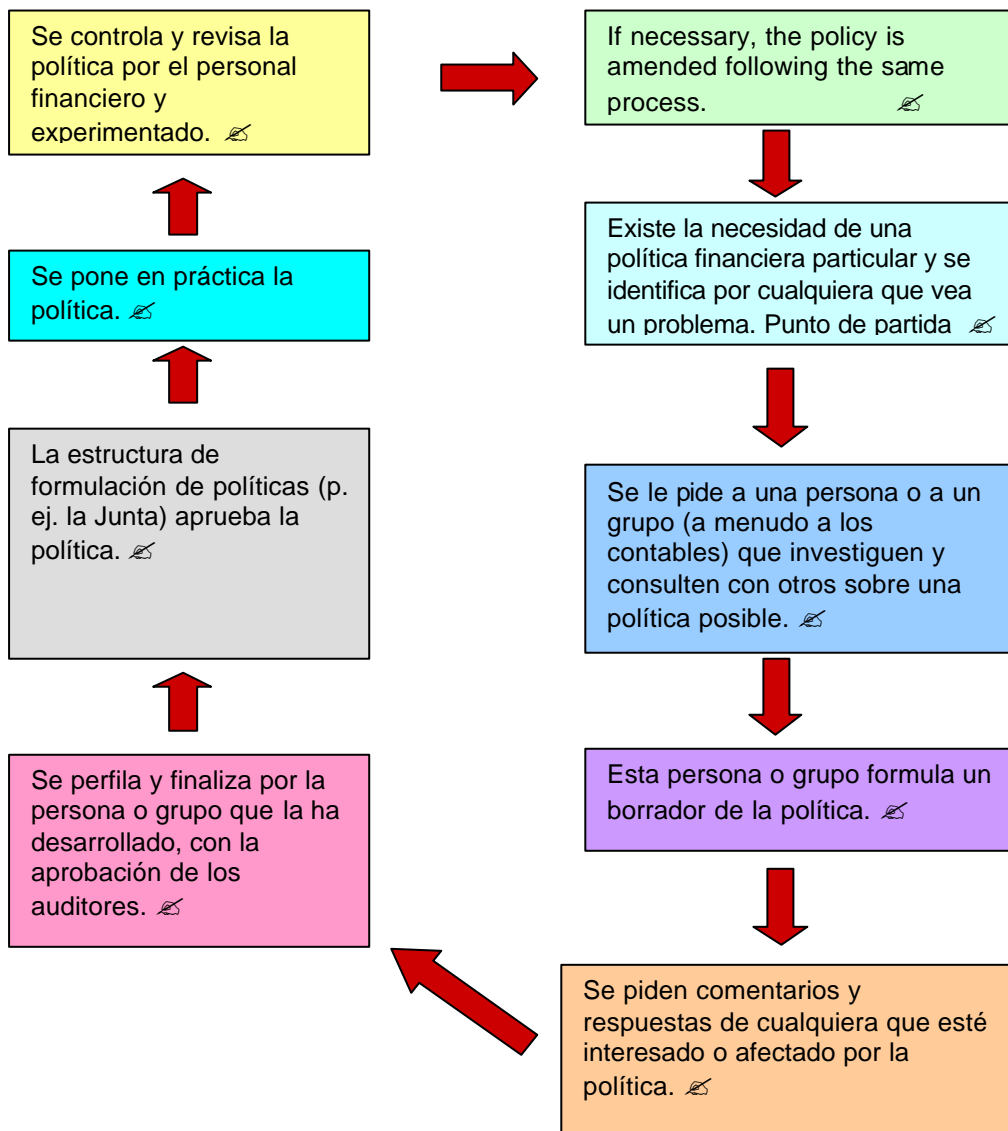 Se controla y revisa la
política por el personal
financiero y
experimentado. ✍
If necessary, the policy is
amended following the same
process. ✍
Existe la necesidad de una
política financiera particular y se
identifica por cualquiera que vea
un problema. Punto de partida ✍
Se le pide a una persona o a un
grupo (a menudo a los
contables) que investiguen y
consulten con otros sobre una
política posible. ✍
Esta persona o grupo formula un
borrador de la política. ✍
Se piden comentarios y
respuestas de cualquiera que esté
interesado o afectado por la
política. ✍
Se perfila y finaliza por la
persona o grupo que la ha
desarrollado, con la
aprobación de los
auditores. ✍
La estructura de
formulación de políticas (p.
ej. la Junta) aprueba la
política. ✍
Se pone en práctica la
política. ✍